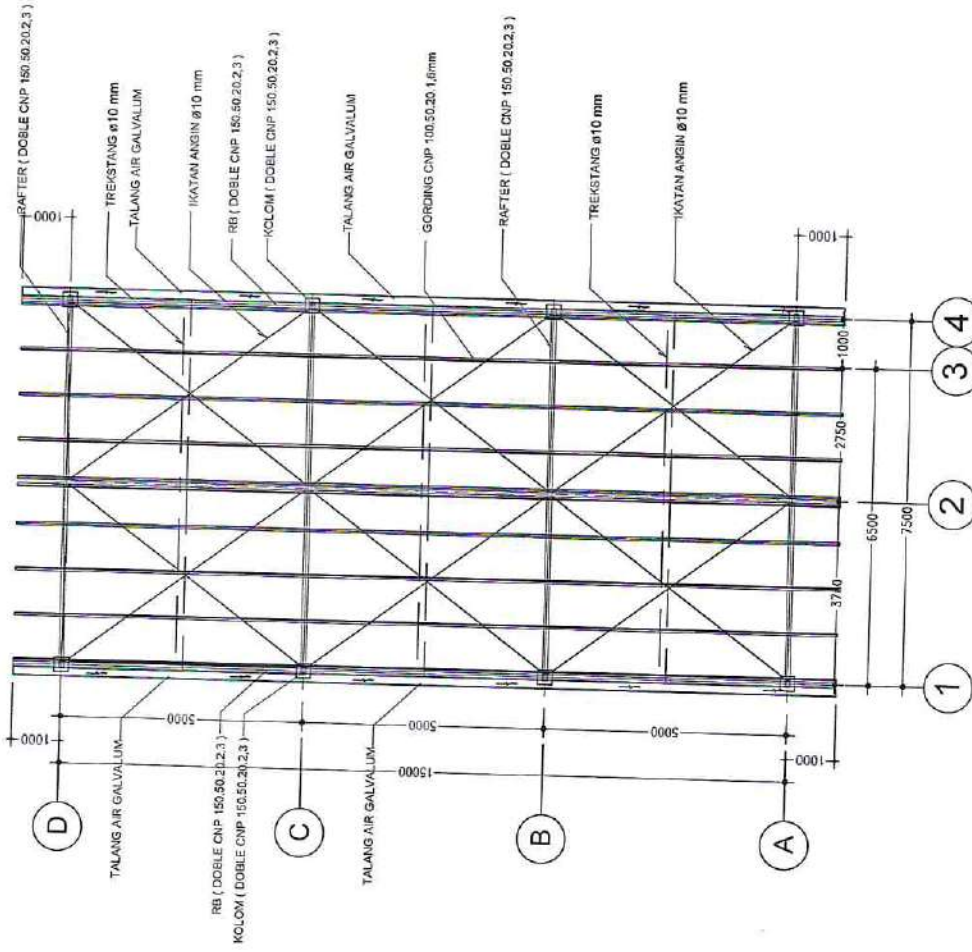 RAFTER ( DOBLE CNP 150.50.20.2,3 )
TREKSTANG ø10 mm
TALANG AIR GALVALUM
IKATAN ANGIN ø10 mm
RB ( DOBLE CNP 150.50.20.2,3 )
KOLOM ( DOBLE CNP 150.50.20.2,3 )
TALANG AIR GALVALUM
GORDING CNP 100.50.20.1,6mm
RAFTER ( DOBLE CNP 150.50.20.2,3 )
TREKSTANG ø10 mm
IKATAN ANGIN ø10 mm
1000
1000
1000
D
C
B
A
5000
5000
5000
15000
1000
TALANG AIR GALVALUM
RB ( DOBLE CNP 150.50.20.2,3 )
KOLOM ( DOBLE CNP 150.50.20.2,3 )
TALANG AIR GALVALUM
2750
1000
6500
7500
1
2
3
4